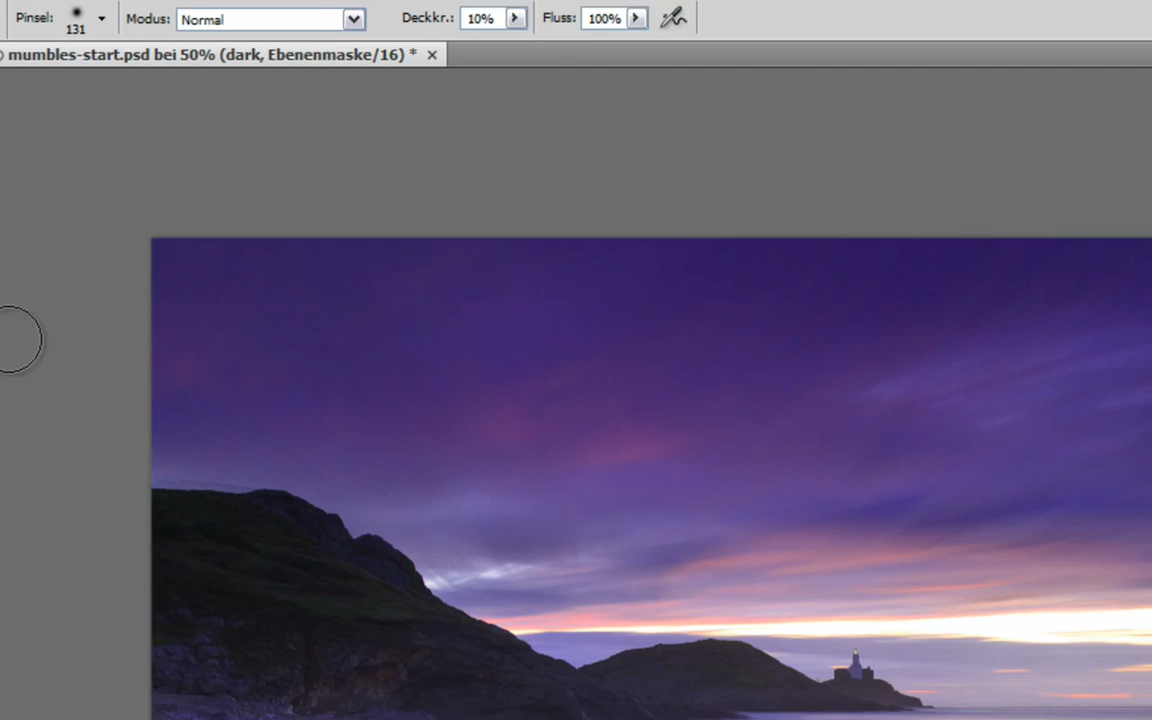 Pinsel: 131 Modus: Normal Deckkr.: 10% Fluss: 100%
mumbles-start.psd bei 50% (dark, Ebenenmaske/16) *